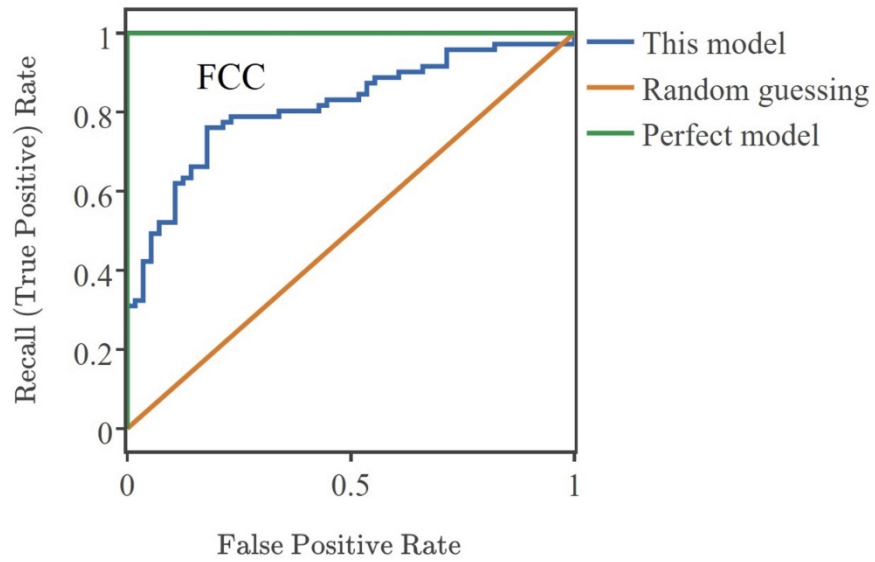 Recall (True Positive) Rate
1
0.8
0.6
0.4
0.2
0
FCC
0
0.5
1
False Positive Rate
This model
Random guessing
Perfect model